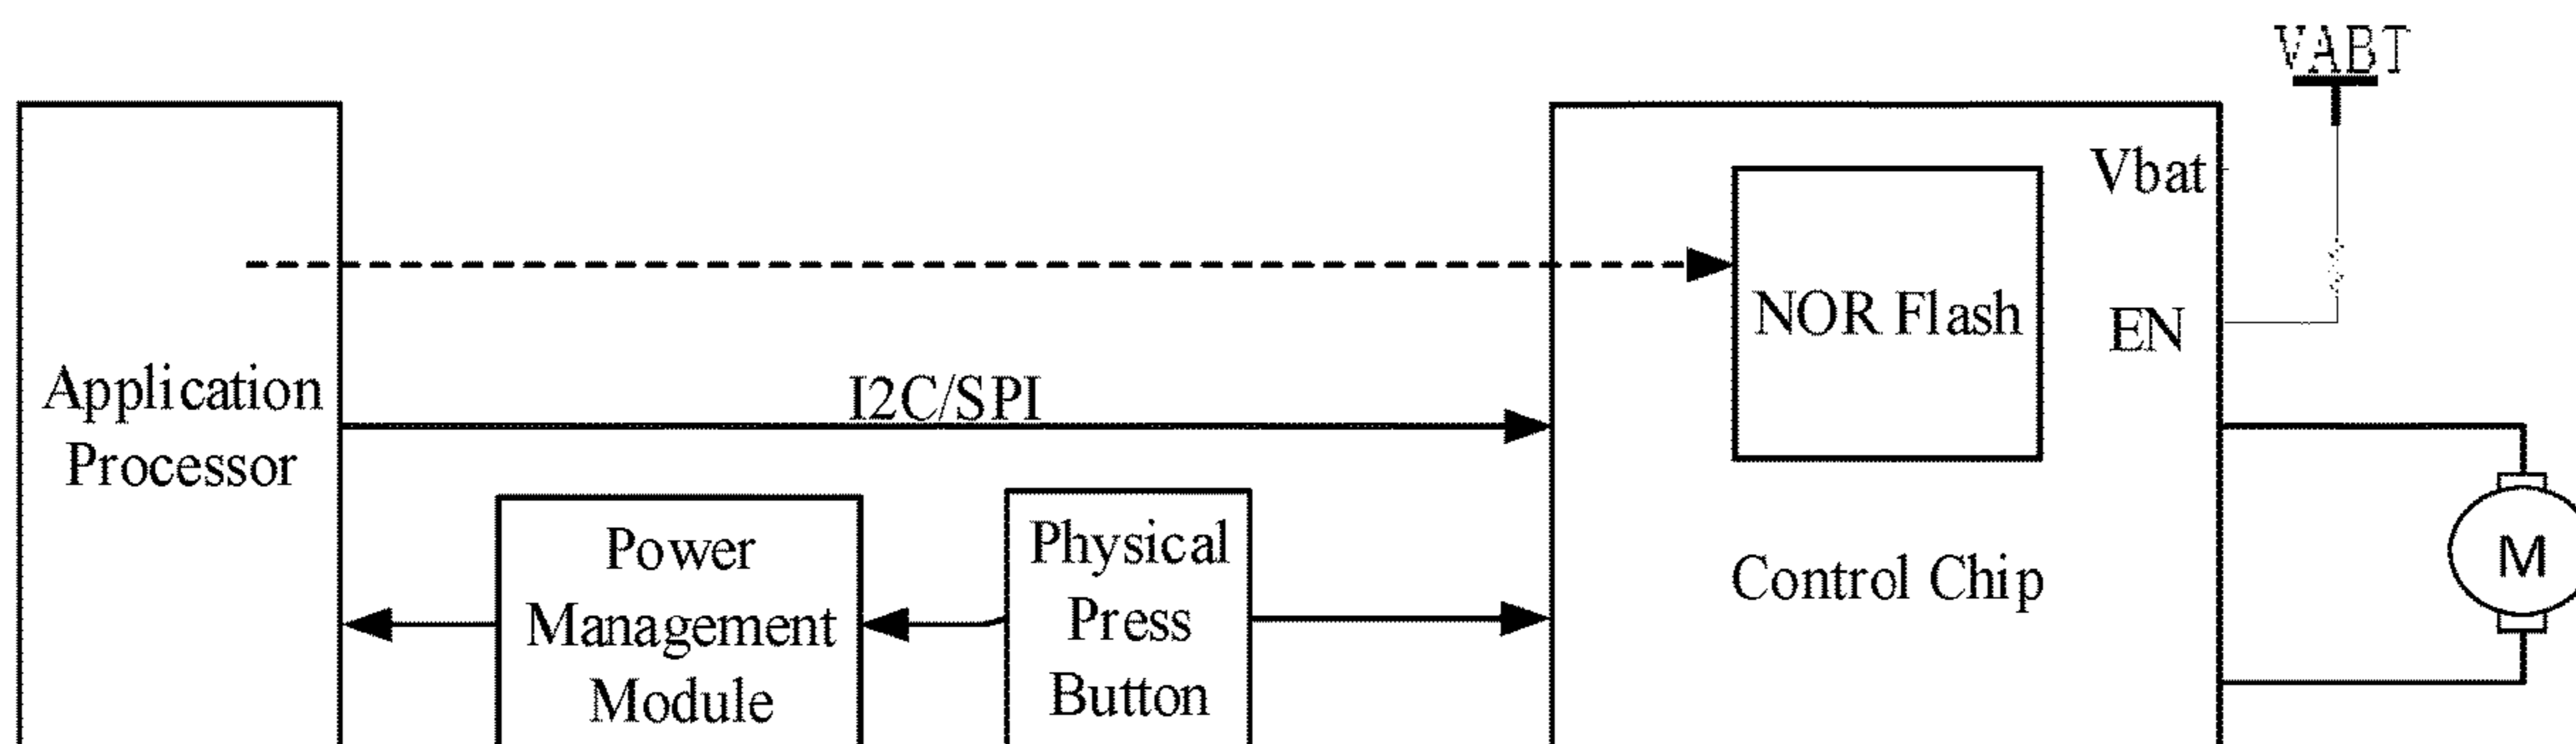 VABT
Vbat
NOR Flash
EN
Application
Processor
I2C/SPI
Power
Management
Module
Physical
Press
Button
Control Chip
M